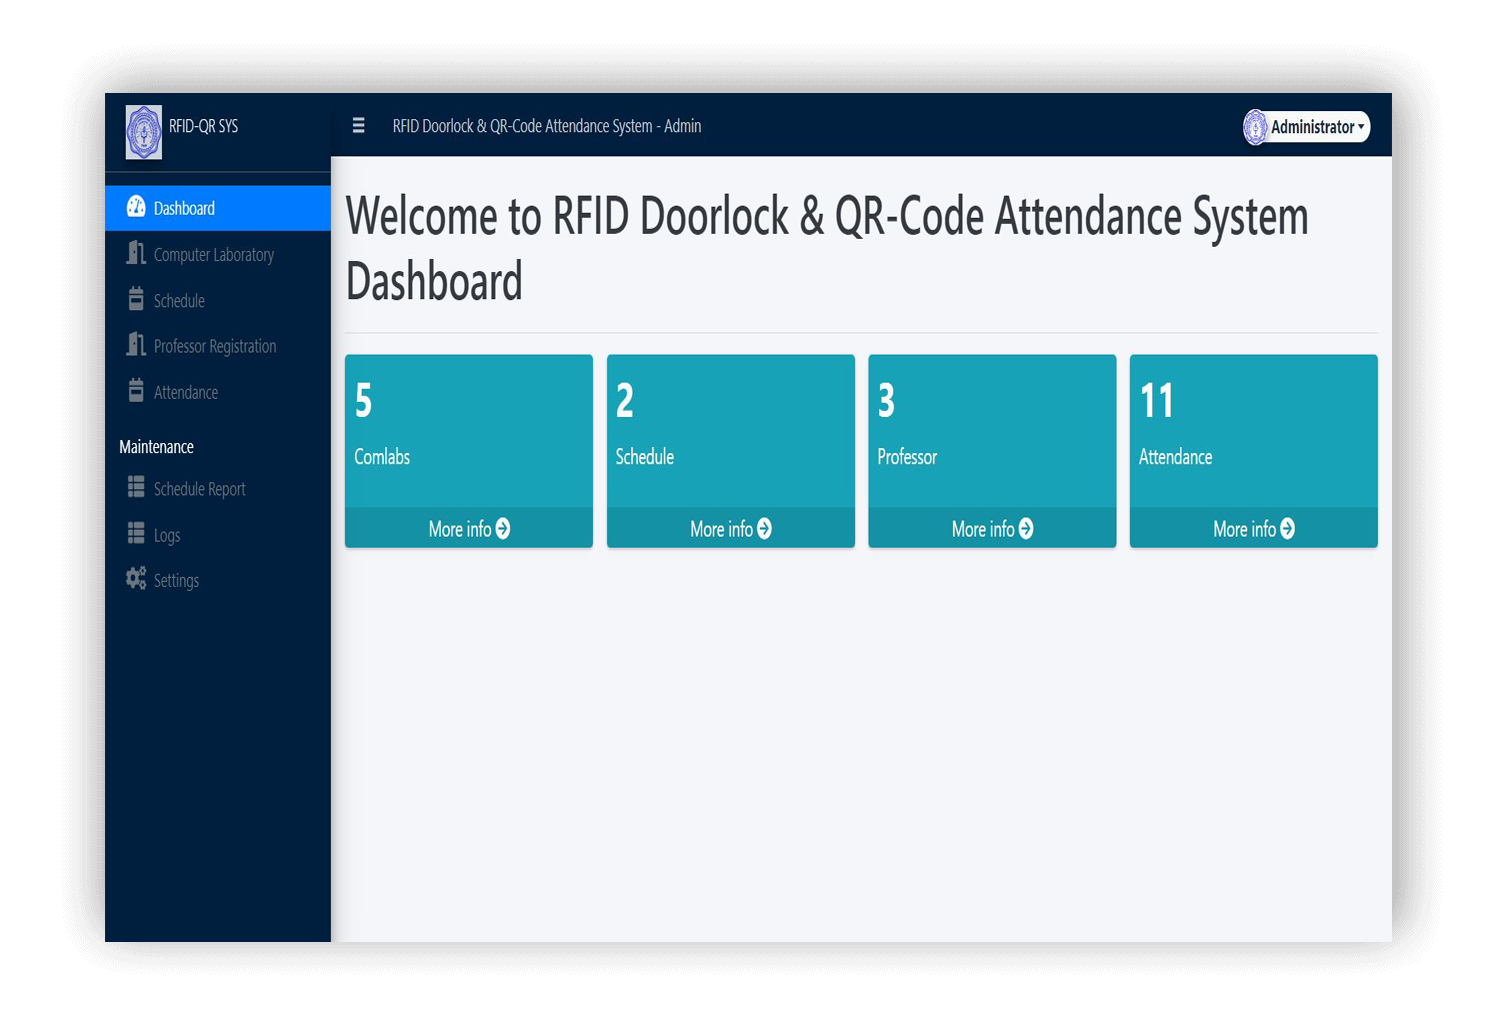 RFID-QR SYS
RFID Doorlock & QR-Code Attendance System - Admin
Administrator
Dashboard
Computer Laboratory
Schedule
Professor Registration
Attendance
Maintenance
Schedule Report
Logs
Settings
Welcome to RFID Doorlock & QR-Code Attendance System
Dashboard
5
Comlabs
More info
2
Schedule
More info
3
Professor
More info
11
Attendance
More info